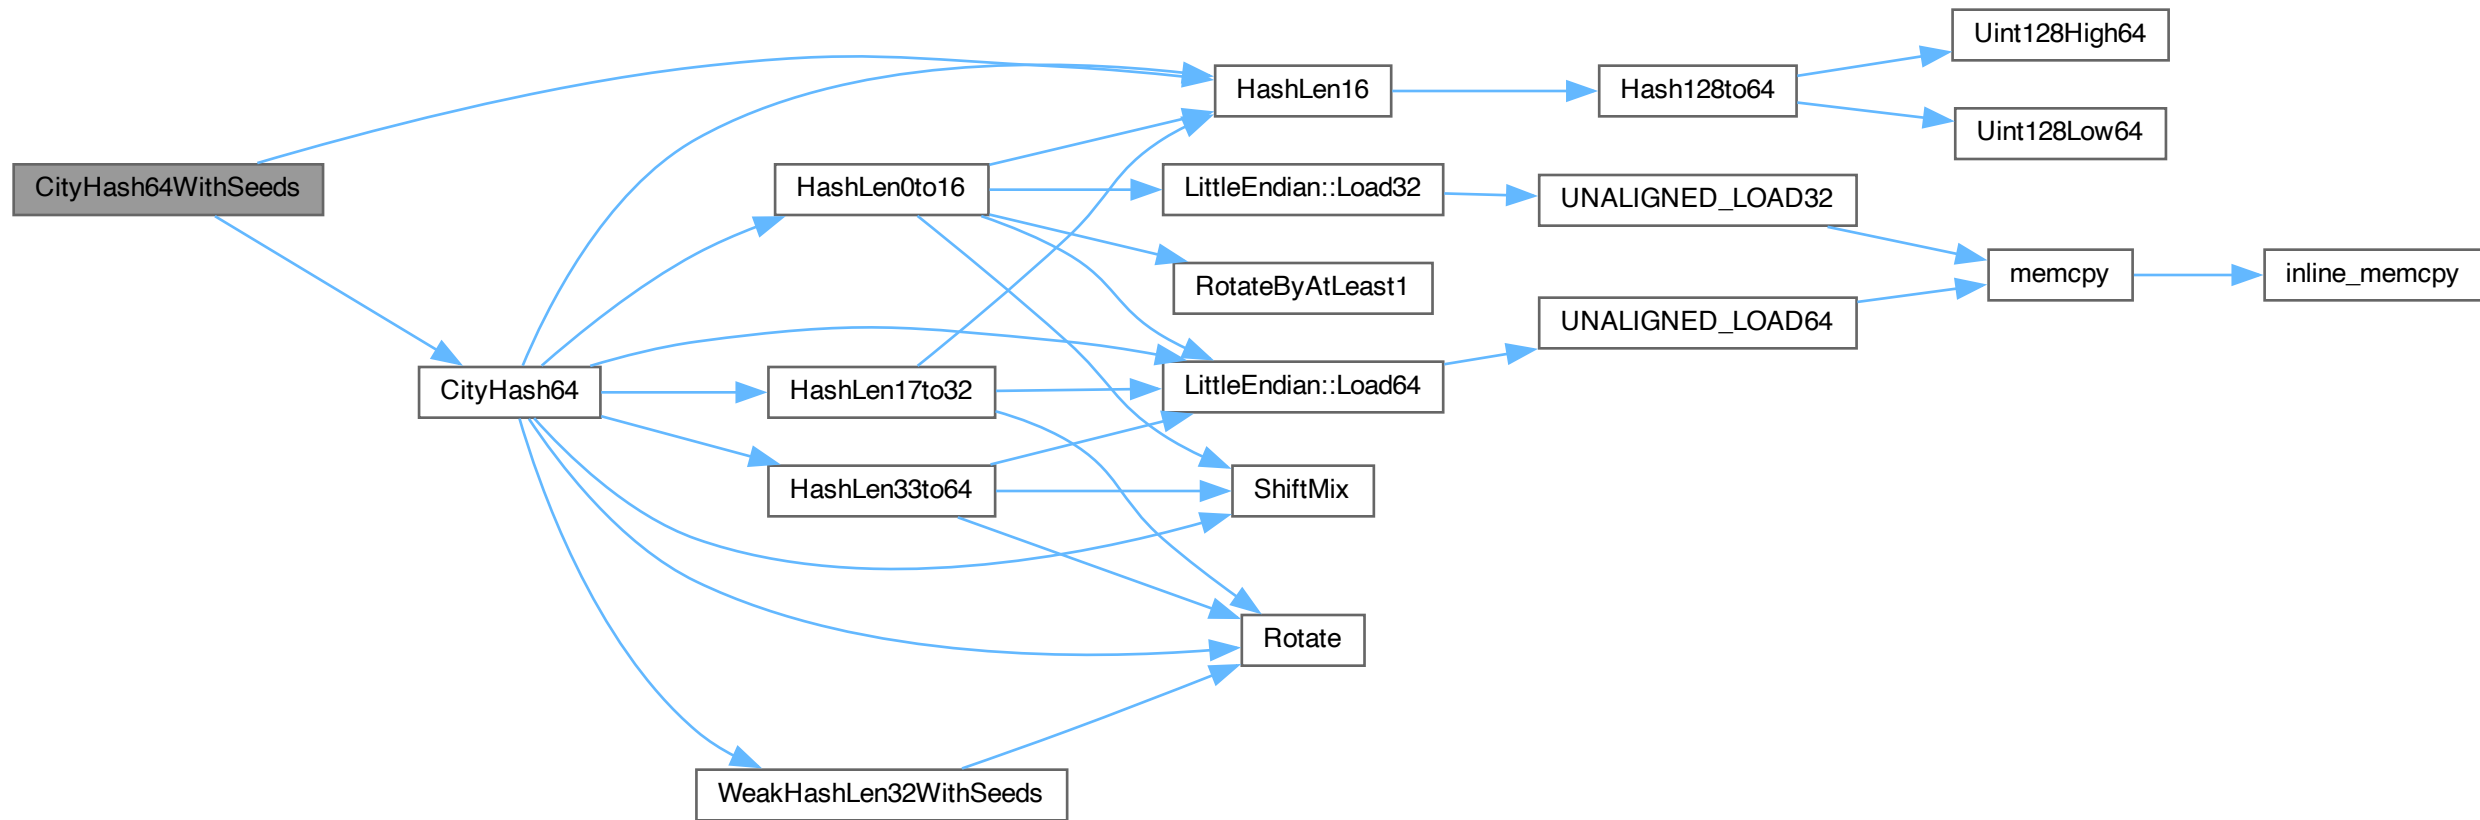 Uint128High64
HashLen16
Hash128to64
Uint128Low64
CityHash64WithSeeds
HashLen0to16
LittleEndian::Load32
UNALIGNED_LOAD32
RotateByAtLeast1
memcpy
inline_memcpy
UNALIGNED_LOAD64
CityHash64
HashLen17to32
LittleEndian::Load64
HashLen33to64
ShiftMix
Rotate
WeakHashLen32WithSeeds